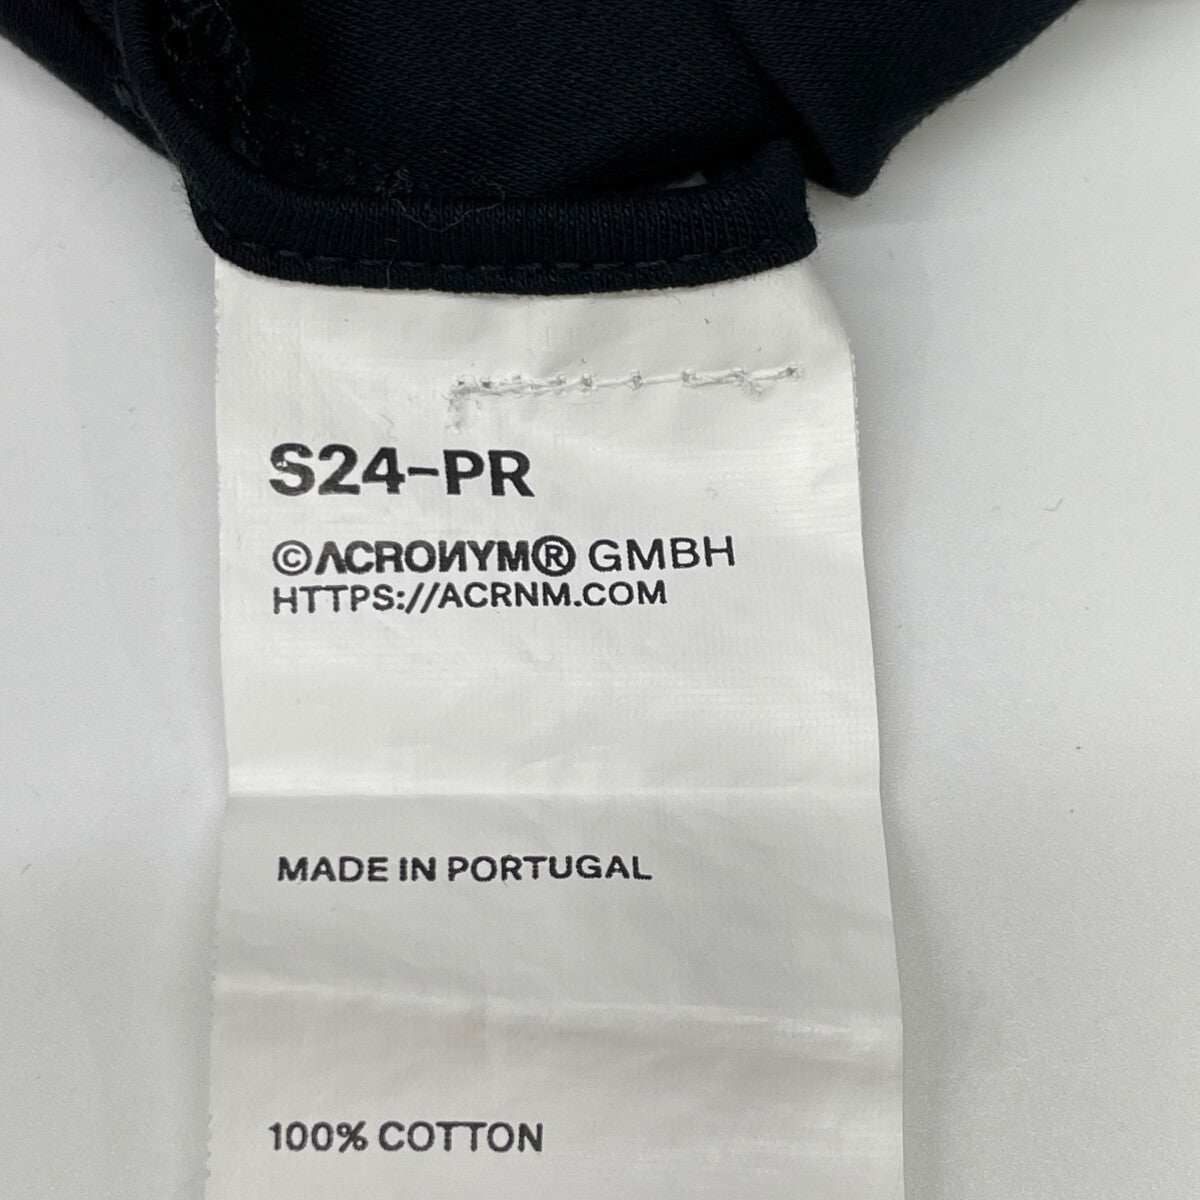 S24-PR
©ACRONYM® GMBH
HTTPS://ACRNM.COM
MADE IN PORTUGAL
100% COTTON